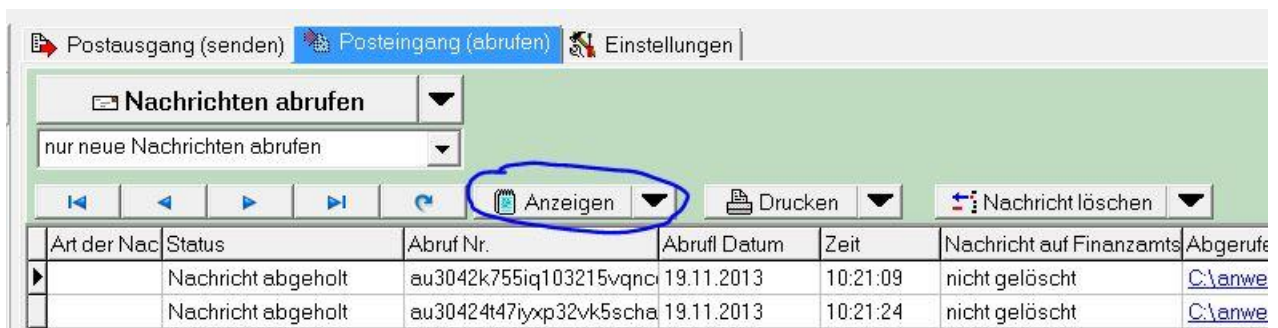 Postausgang (senden) Posteingang (abrufen) Einstellungen
Nachrichten abrufen
nur neue Nachrichten abrufen
Anzeigen Drucken Nachricht löschen
Art der Nac Status Abruf Nr. Abrufl Datum Zeit Nachricht auf Finanzamts Abgerufe
Nachricht abgeholt au3042k755iq103215vqnc 19.11.2013 10:21:09 nicht gelöscht C:\anwe
Nachricht abgeholt au30424t47iyxp32vk5scha 19.11.2013 10:21:24 nicht gelöscht C:\anwe